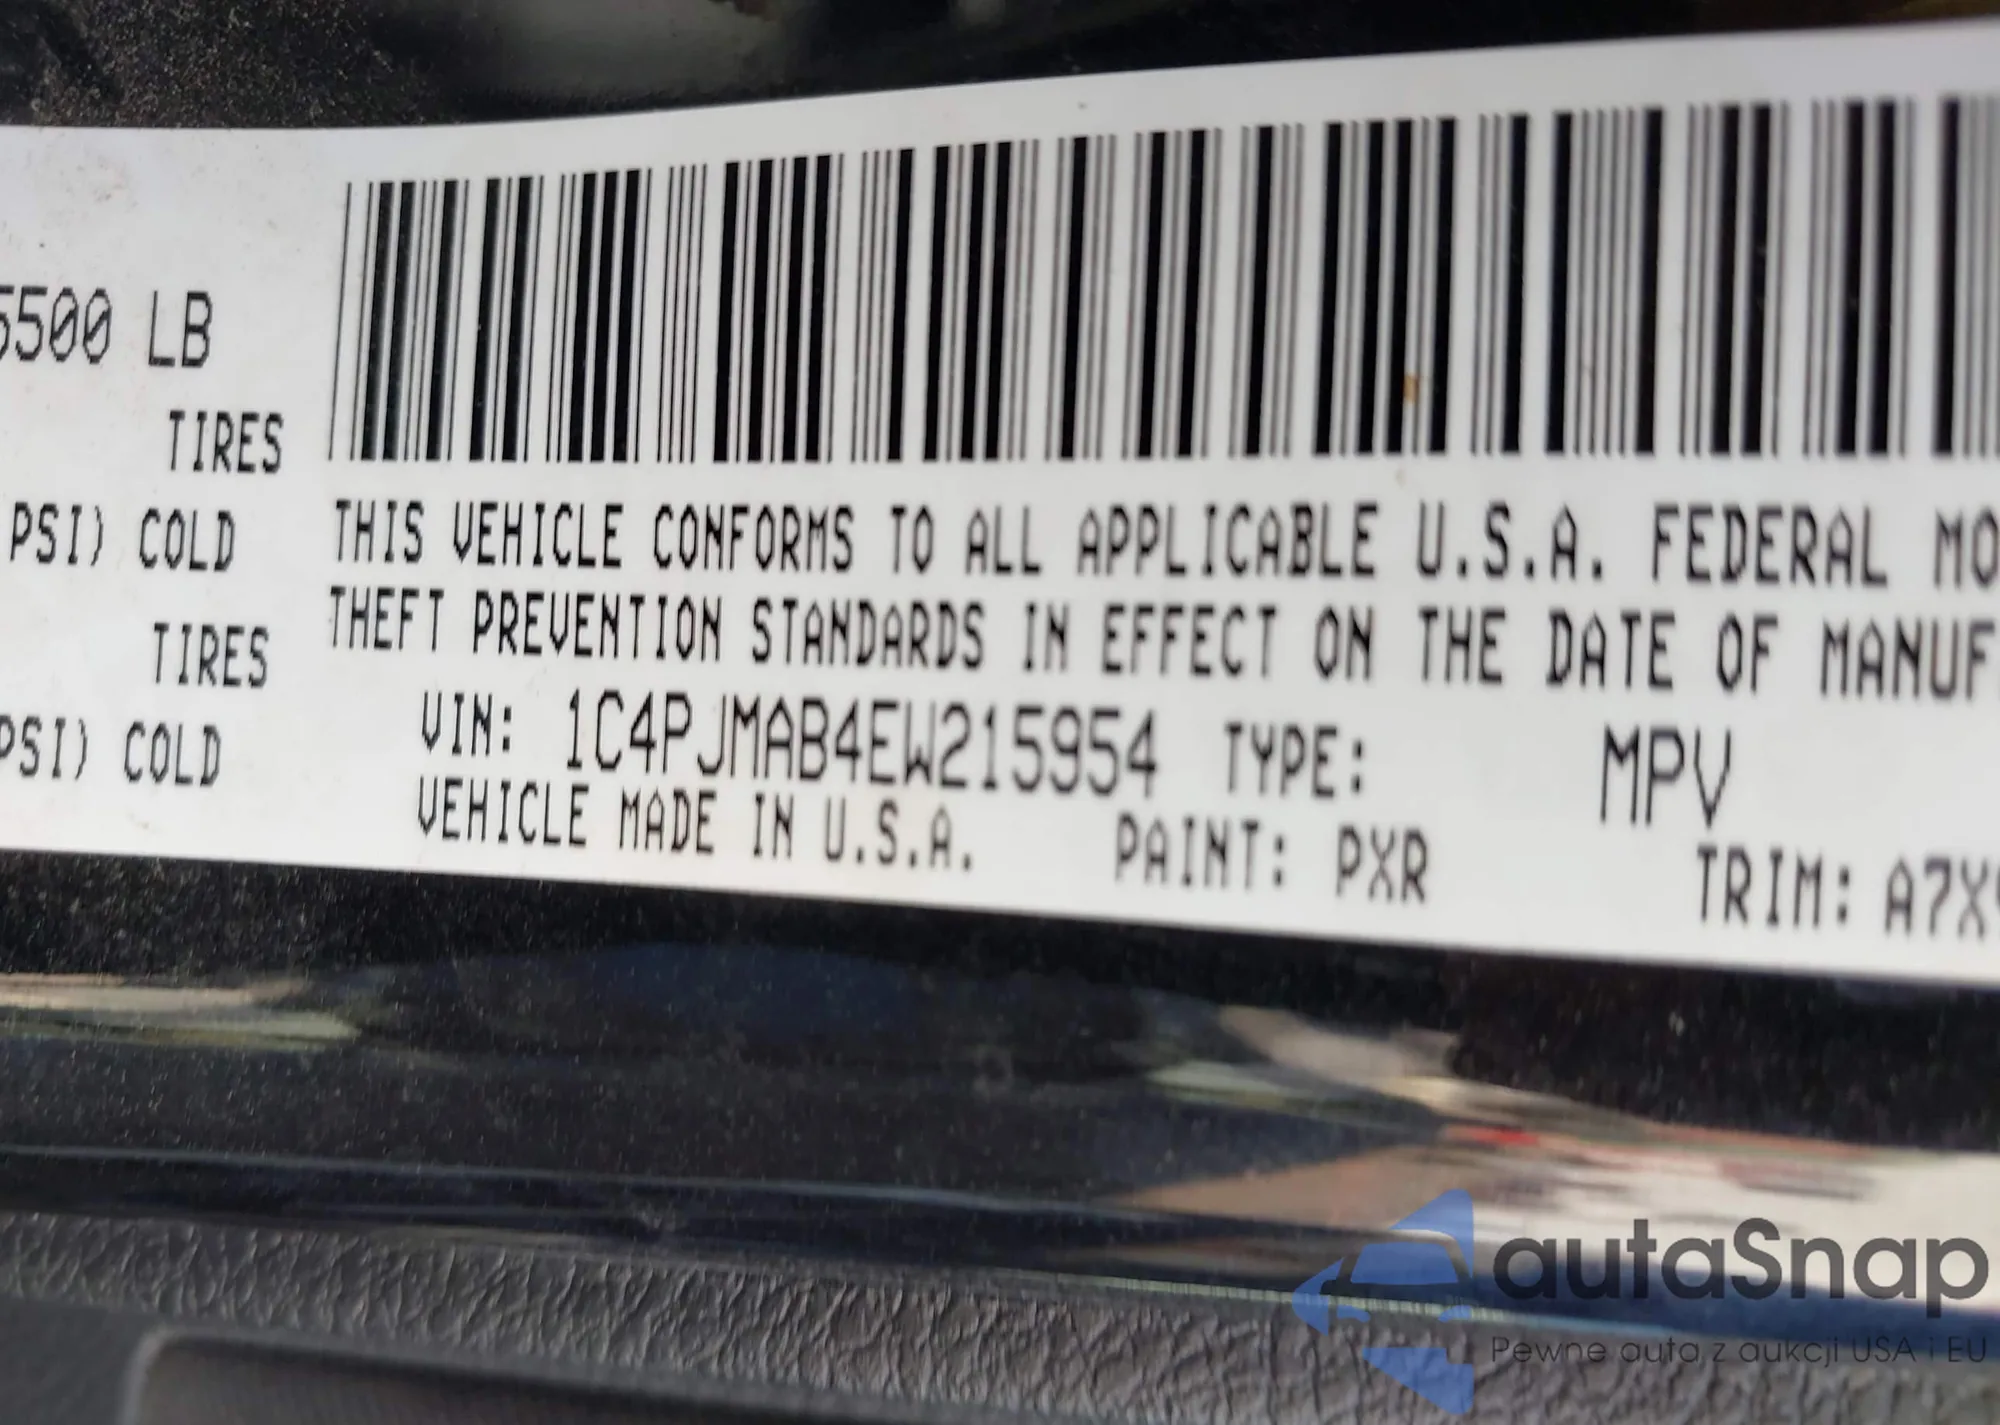 5500 LB
TIRES
PSI) COLD
TIRES
PSI) COLD
THIS VEHICLE CONFORMS TO ALL APPLICABLE U.S.A. FEDERAL MO
THEFT PREVENTION STANDARDS IN EFFECT ON THE DATE OF MANUF
VIN: 1C4PJMAB4EW215954 TYPE: MPV
VEHICLE MADE IN U.S.A. PAINT: PXR TRIM: A7X9
autaSnap
Pewne auta z aukcji USA i EU